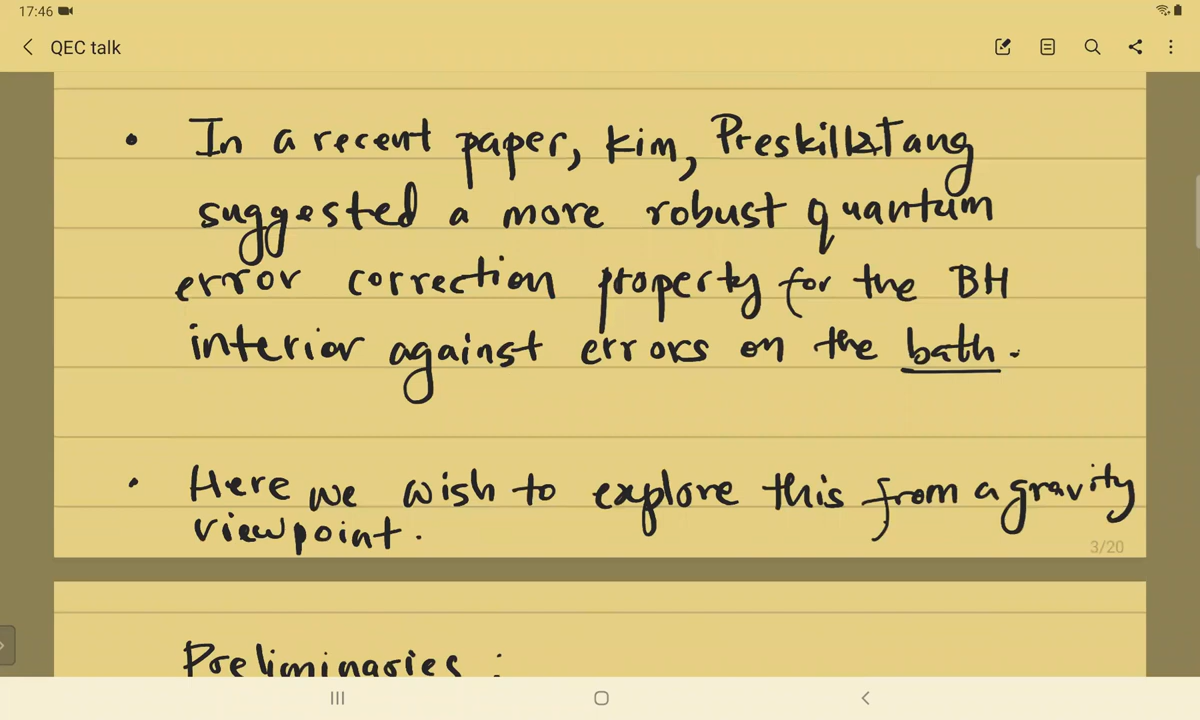 17:46
QEC talk
• In a recent paper, Kim, Preskill & Tang
suggested a more robust quantum
error correction property for the BH
interior against errors on the bath.
• Here we wish to explore this from a gravity
viewpoint.
3/20
Preliminaries :